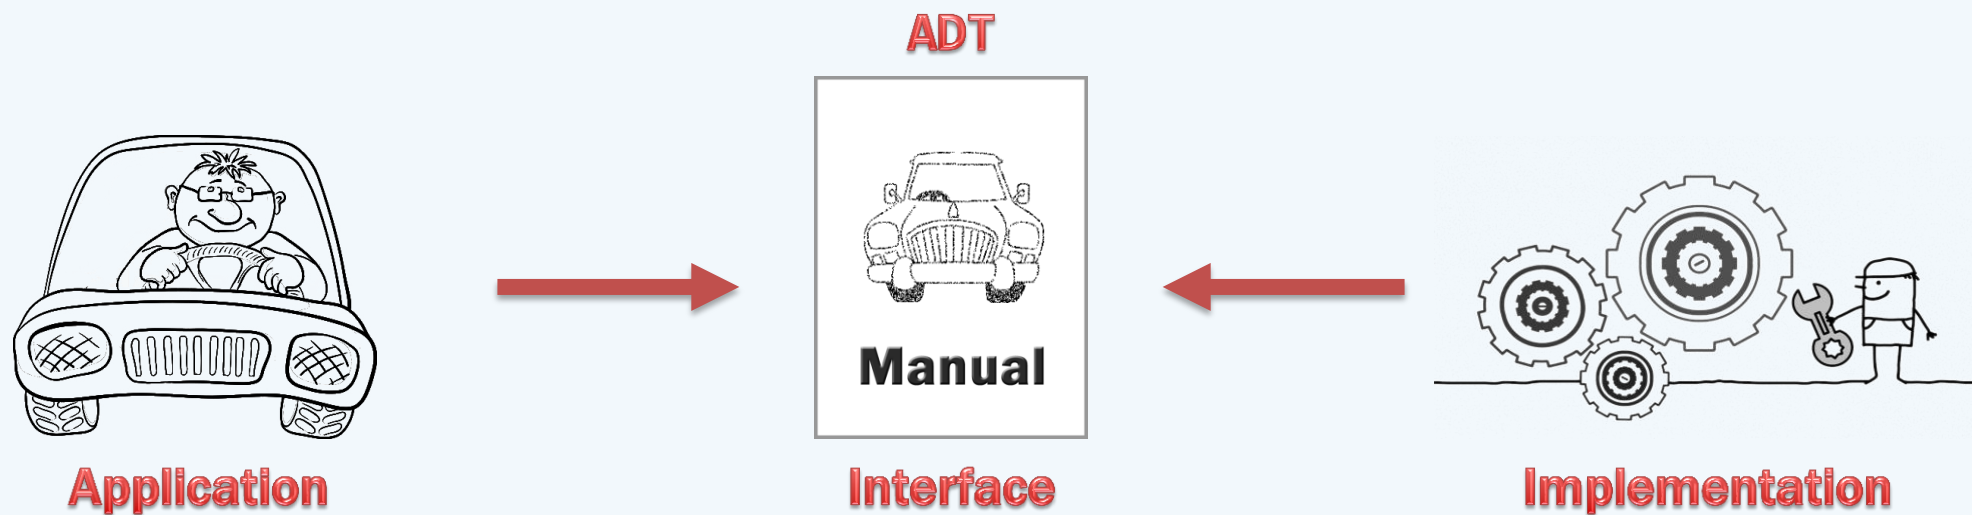 ADT
Manual
Application
Interface
Implementation